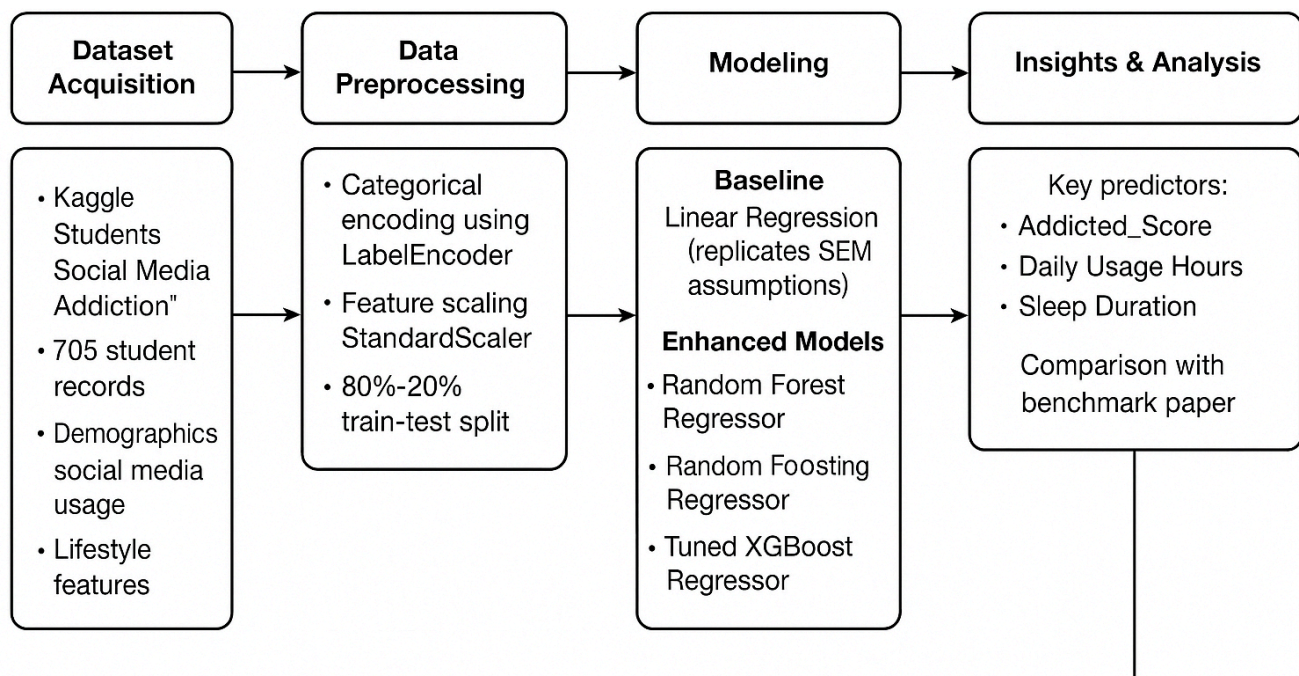 Dataset
Acquisition
Data
Preprocessing
Modeling
Insights & Analysis
• Kaggle
Students
Social Media
Addiction"
• 705 student
records
• Demographics
social media
usage
• Lifestyle
features
• Categorical
encoding using
LabelEncoder
• Feature scaling
StandardScaler
• 80%-20%
train-test split
Baseline
Linear Regression
(replicates SEM
assumptions)
Enhanced Models
• Random Forest
Regressor
• Random Foosting
Regressor
• Tuned XGBoost
Regressor
Key predictors:
• Addicted_Score
• Daily Usage Hours
• Sleep Duration
Comparison with
benchmark paper